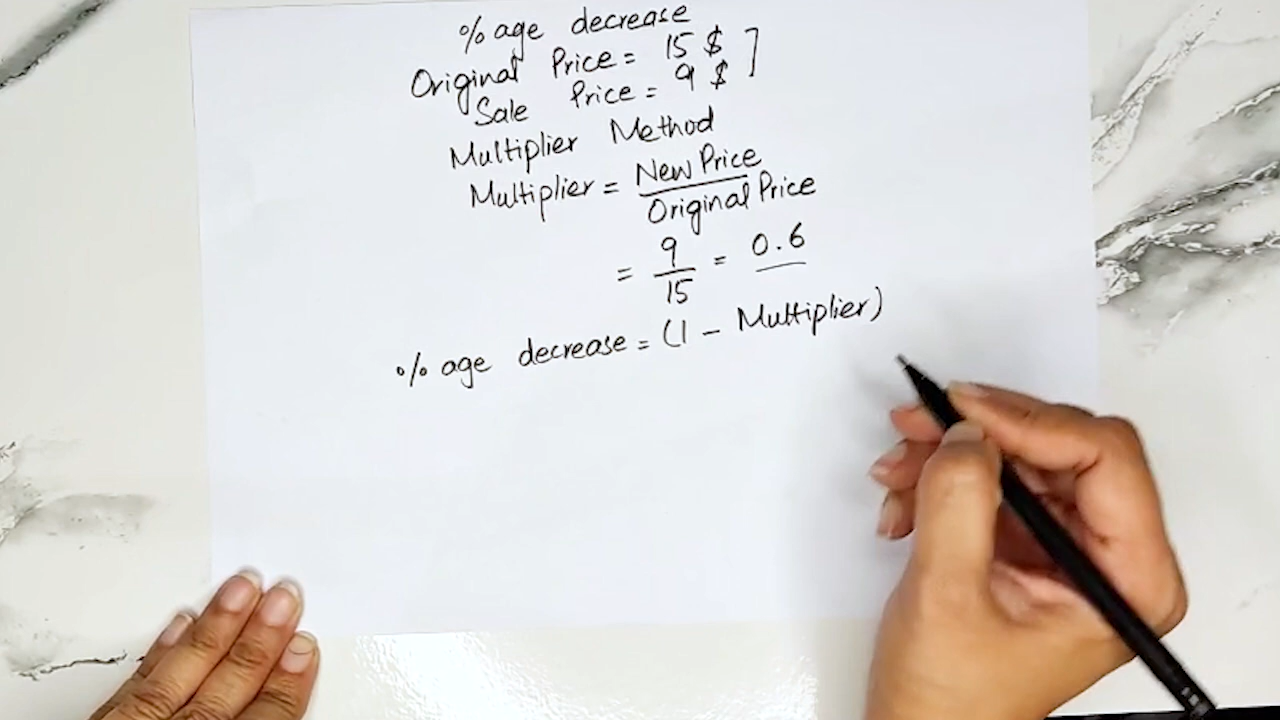 % age decrease
Original Price = 15 $ ]
Sale Price = 9 $
Multiplier Method
Multiplier = New Price
Original Price
= 9/15 = 0.6
% age decrease = (1 - Multiplier)